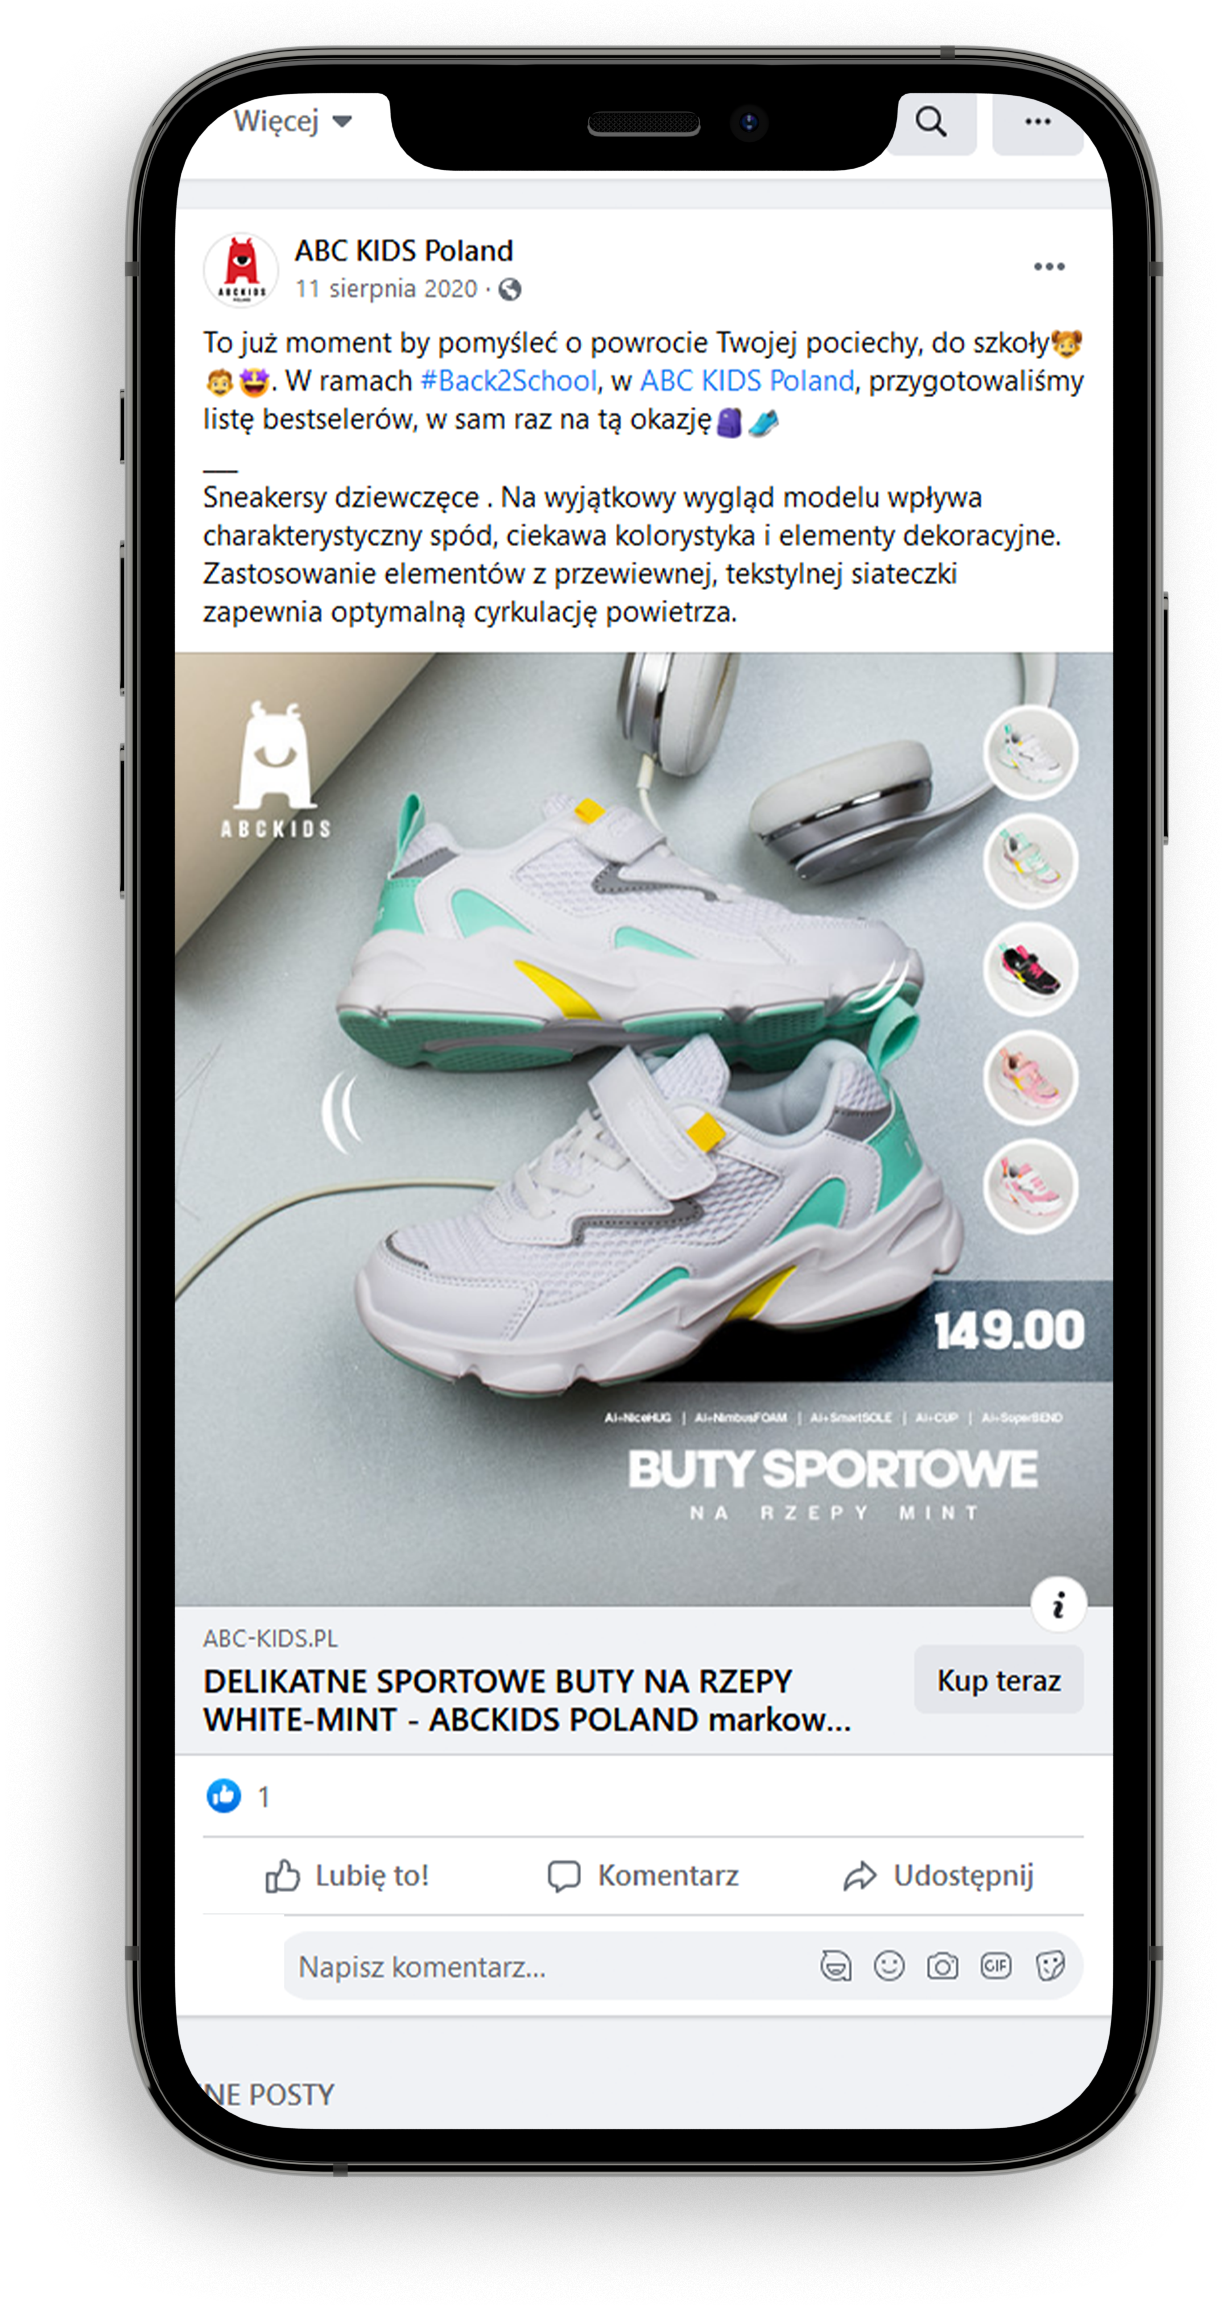 Więcej
ABC KIDS Poland
11 sierpnia 2020 ·
To już moment by pomyśleć o powrocie Twojej pociechy, do szkoły
. W ramach #Back2School, w ABC KIDS Poland, przygotowaliśmy
listę bestselerów, w sam raz na tą okazję
Sneakersy dziewczęce . Na wyjątkowy wygląd modelu wpływa
charakterystyczny spód, ciekawa kolorystyka i elementy dekoracyjne.
Zastosowanie elementów z przewiewnej, tekstylnej siateczki
zapewnia optymalną cyrkulację powietrza.
ABCKIDS
149.00
Ai+NiceHUG | Ai+NimbusFOAM | Ai+SmartSOLE | Ai+CUP | Ai+SuperBEND
BUTY SPORTOWE
NA RZEPY MINT
ABC-KIDS.PL
DELIKATNE SPORTOWE BUTY NA RZEPY
WHITE-MINT - ABCKIDS POLAND markow...
Kup teraz
1
Lubię to! Komentarz Udostępnij
Napisz komentarz...
GIF
NE POSTY